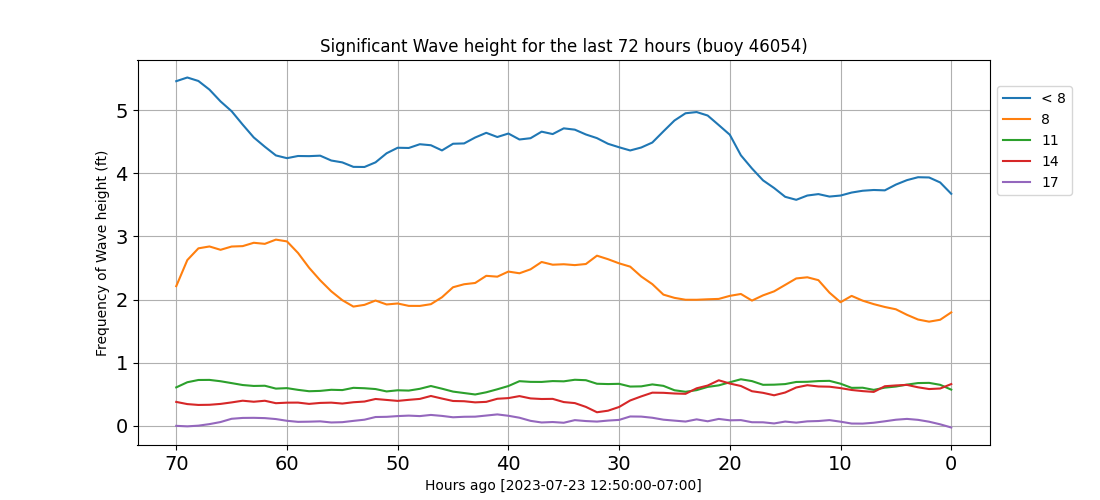 Significant Wave height for the last 72 hours (buoy 46054)
Frequency of Wave height (ft)
5
4
3
2
1
0
70 60 50 40 30 20 10 0
Hours ago [2023-07-23 12:50:00-07:00]
< 8
8
11
14
17